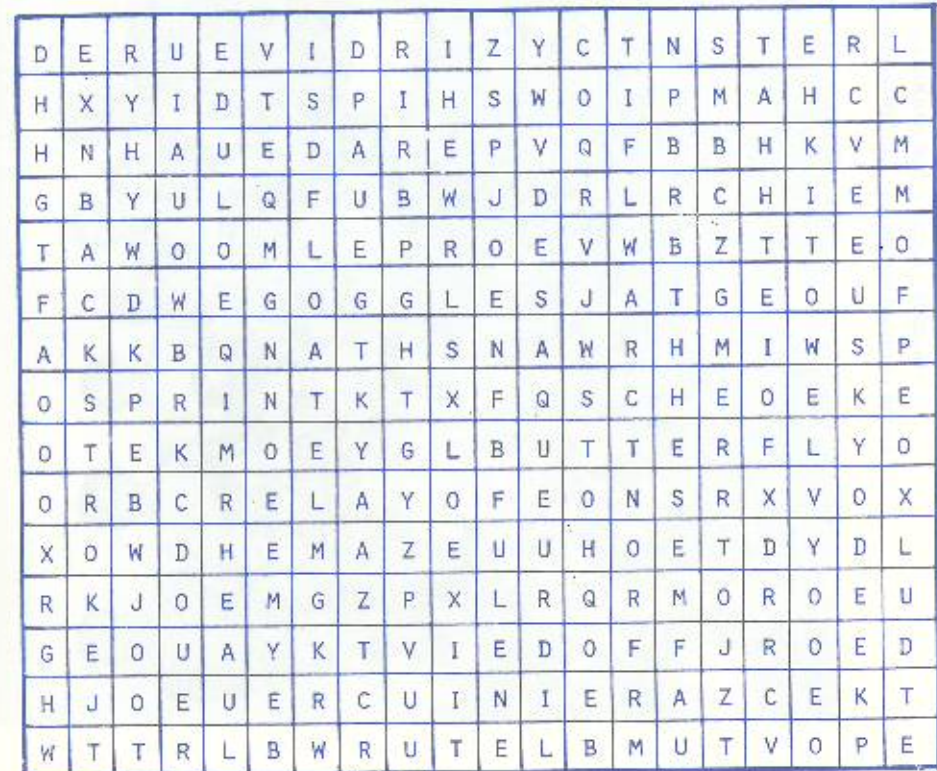 D E R U E V I D R I Z Y C T N S T E R L
H X Y I D T S P I H S W O I P M A H C C
H N H A U E D A R E P V Q F B B H K V M
G B Y U L Q F U B W J D R L R C H I E M
T A W O O M L E P R O E V W B Z T T E O
F C D W E G O G G L E S J A T G E O U F
A K K B Q N A T H S N A W R H M I W S P
O S P R I N T K T X F Q S C H E O E K E
O T E K M O E Y G L B U T T E R F L Y O
O R B C R E L A Y O F E O N S R X V O X
X O W D H E M A Z E U U H O E T D Y D L
R K J O E M G Z P X L R Q R M O R O E U
G E O U A Y K T V I E D O F F J R O E D
H J O E U E R C U I N I E R A Z C E K T
W T T R L B W R U T E L B M U T V O P E